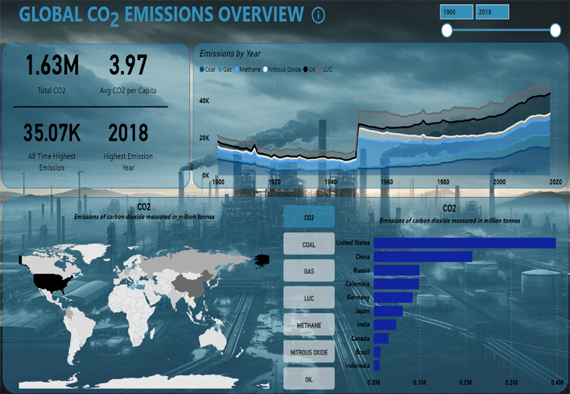 GLOBAL CO2 EMISSIONS OVERVIEW
1900 2018
1.63M 3.97
Total CO2 Avg CO2 per Capita
35.07K 2018
All Time Highest Emission
Highest Emission Year
Emissions by Year
Coal Gas Methane Nitrous Oxide Oil LUC
40K
20K
0K
1900 1920 1940 1960 1980 2000 2020
CO2
Emissions of carbon dioxide measured in million tonnes
CO2
COAL
GAS
LUC
METHANE
NITROUS OXIDE
OIL
CO2
Emissions of carbon dioxide measured in million tonnes
United States
China
Russia
Colombia
Germany
Japan
India
Canada
Brazil
Indonesia
0.0M 0.1M 0.2M 0.3M 0.4M